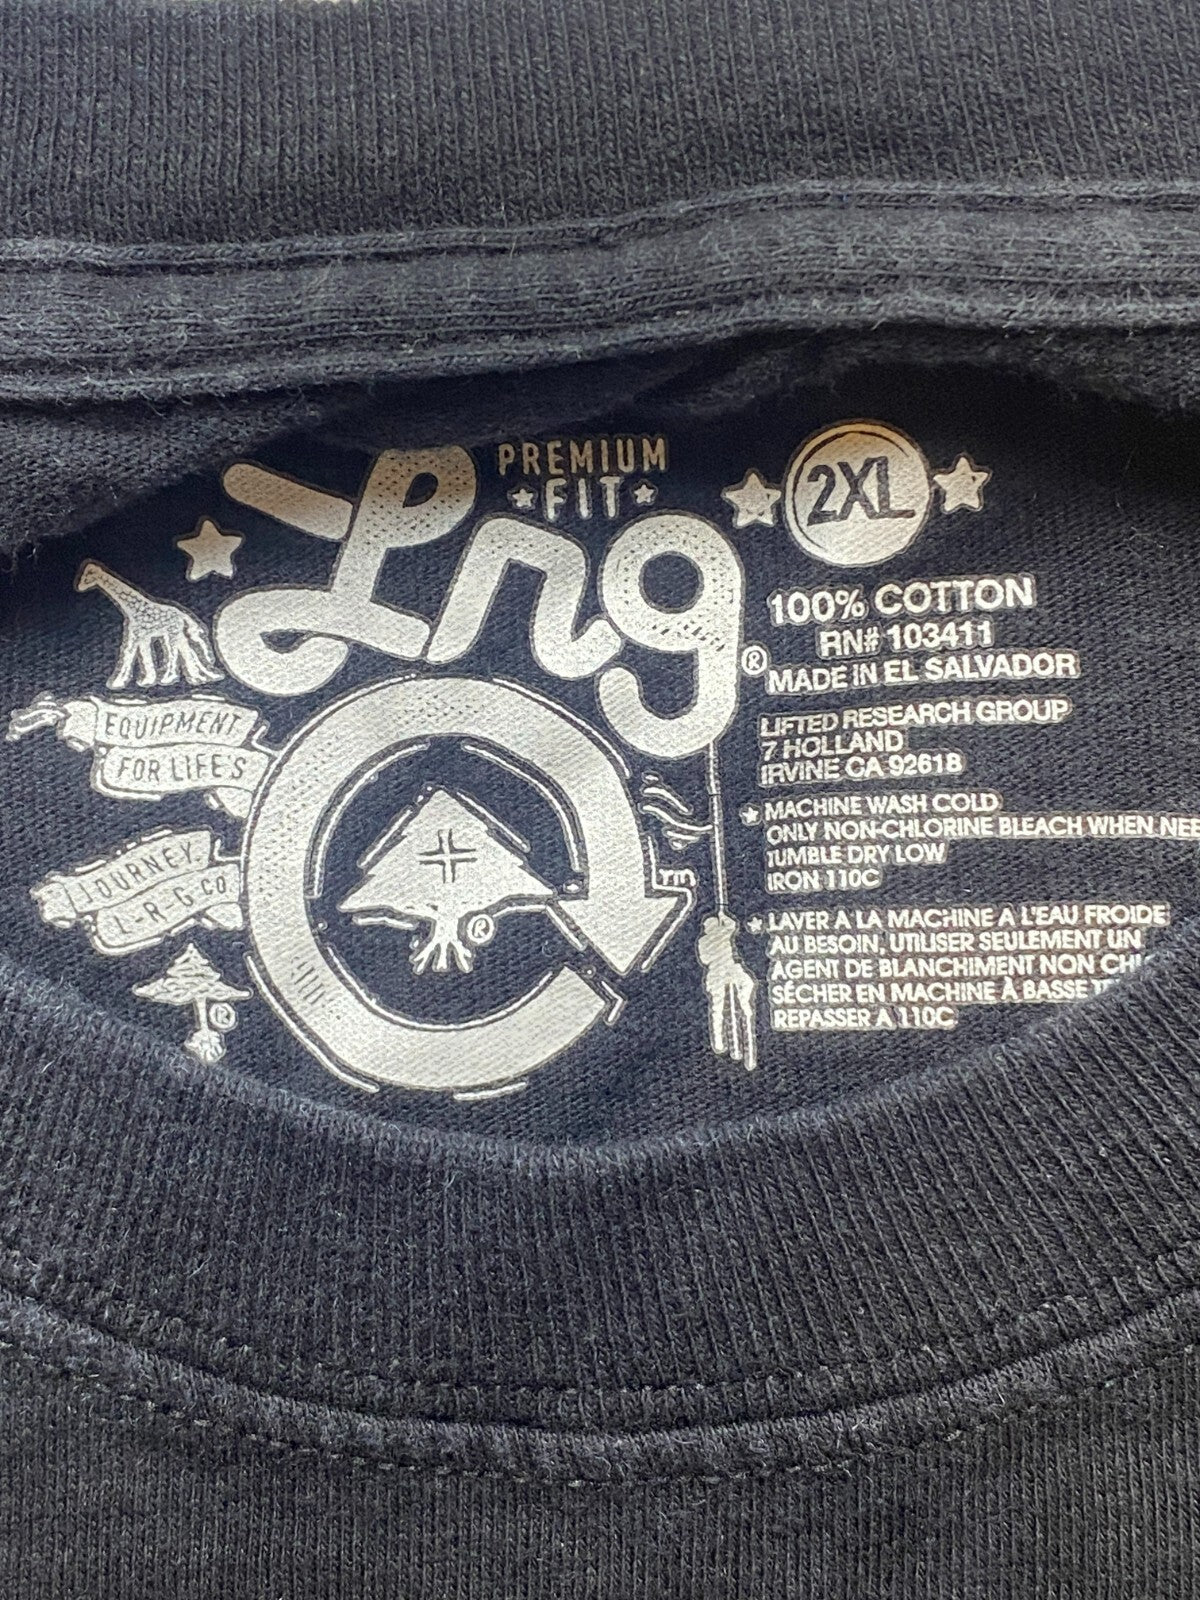 PREMIUM
FIT
Lrg®
2XL
100% COTTON
RN# 103411
MADE IN EL SALVADOR
LIFTED RESEARCH GROUP
7 HOLLAND
IRVINE CA 92618
MACHINE WASH COLD
ONLY NON-CHLORINE BLEACH WHEN
TUMBLE DRY LOW
IRON 110C
LAVER A LA MACHINE A L'EAU FROIDE
AU BESOIN, UTILISER SEULEMENT UN
AGENT DE BLANCHIMENT NON
SÉCHER EN MACHINE À BASSE
REPASSER A 110C
EQUIPMENT
FOR LIFE'S
JOURNEY.
L-R-G-CO.
®
TM
®